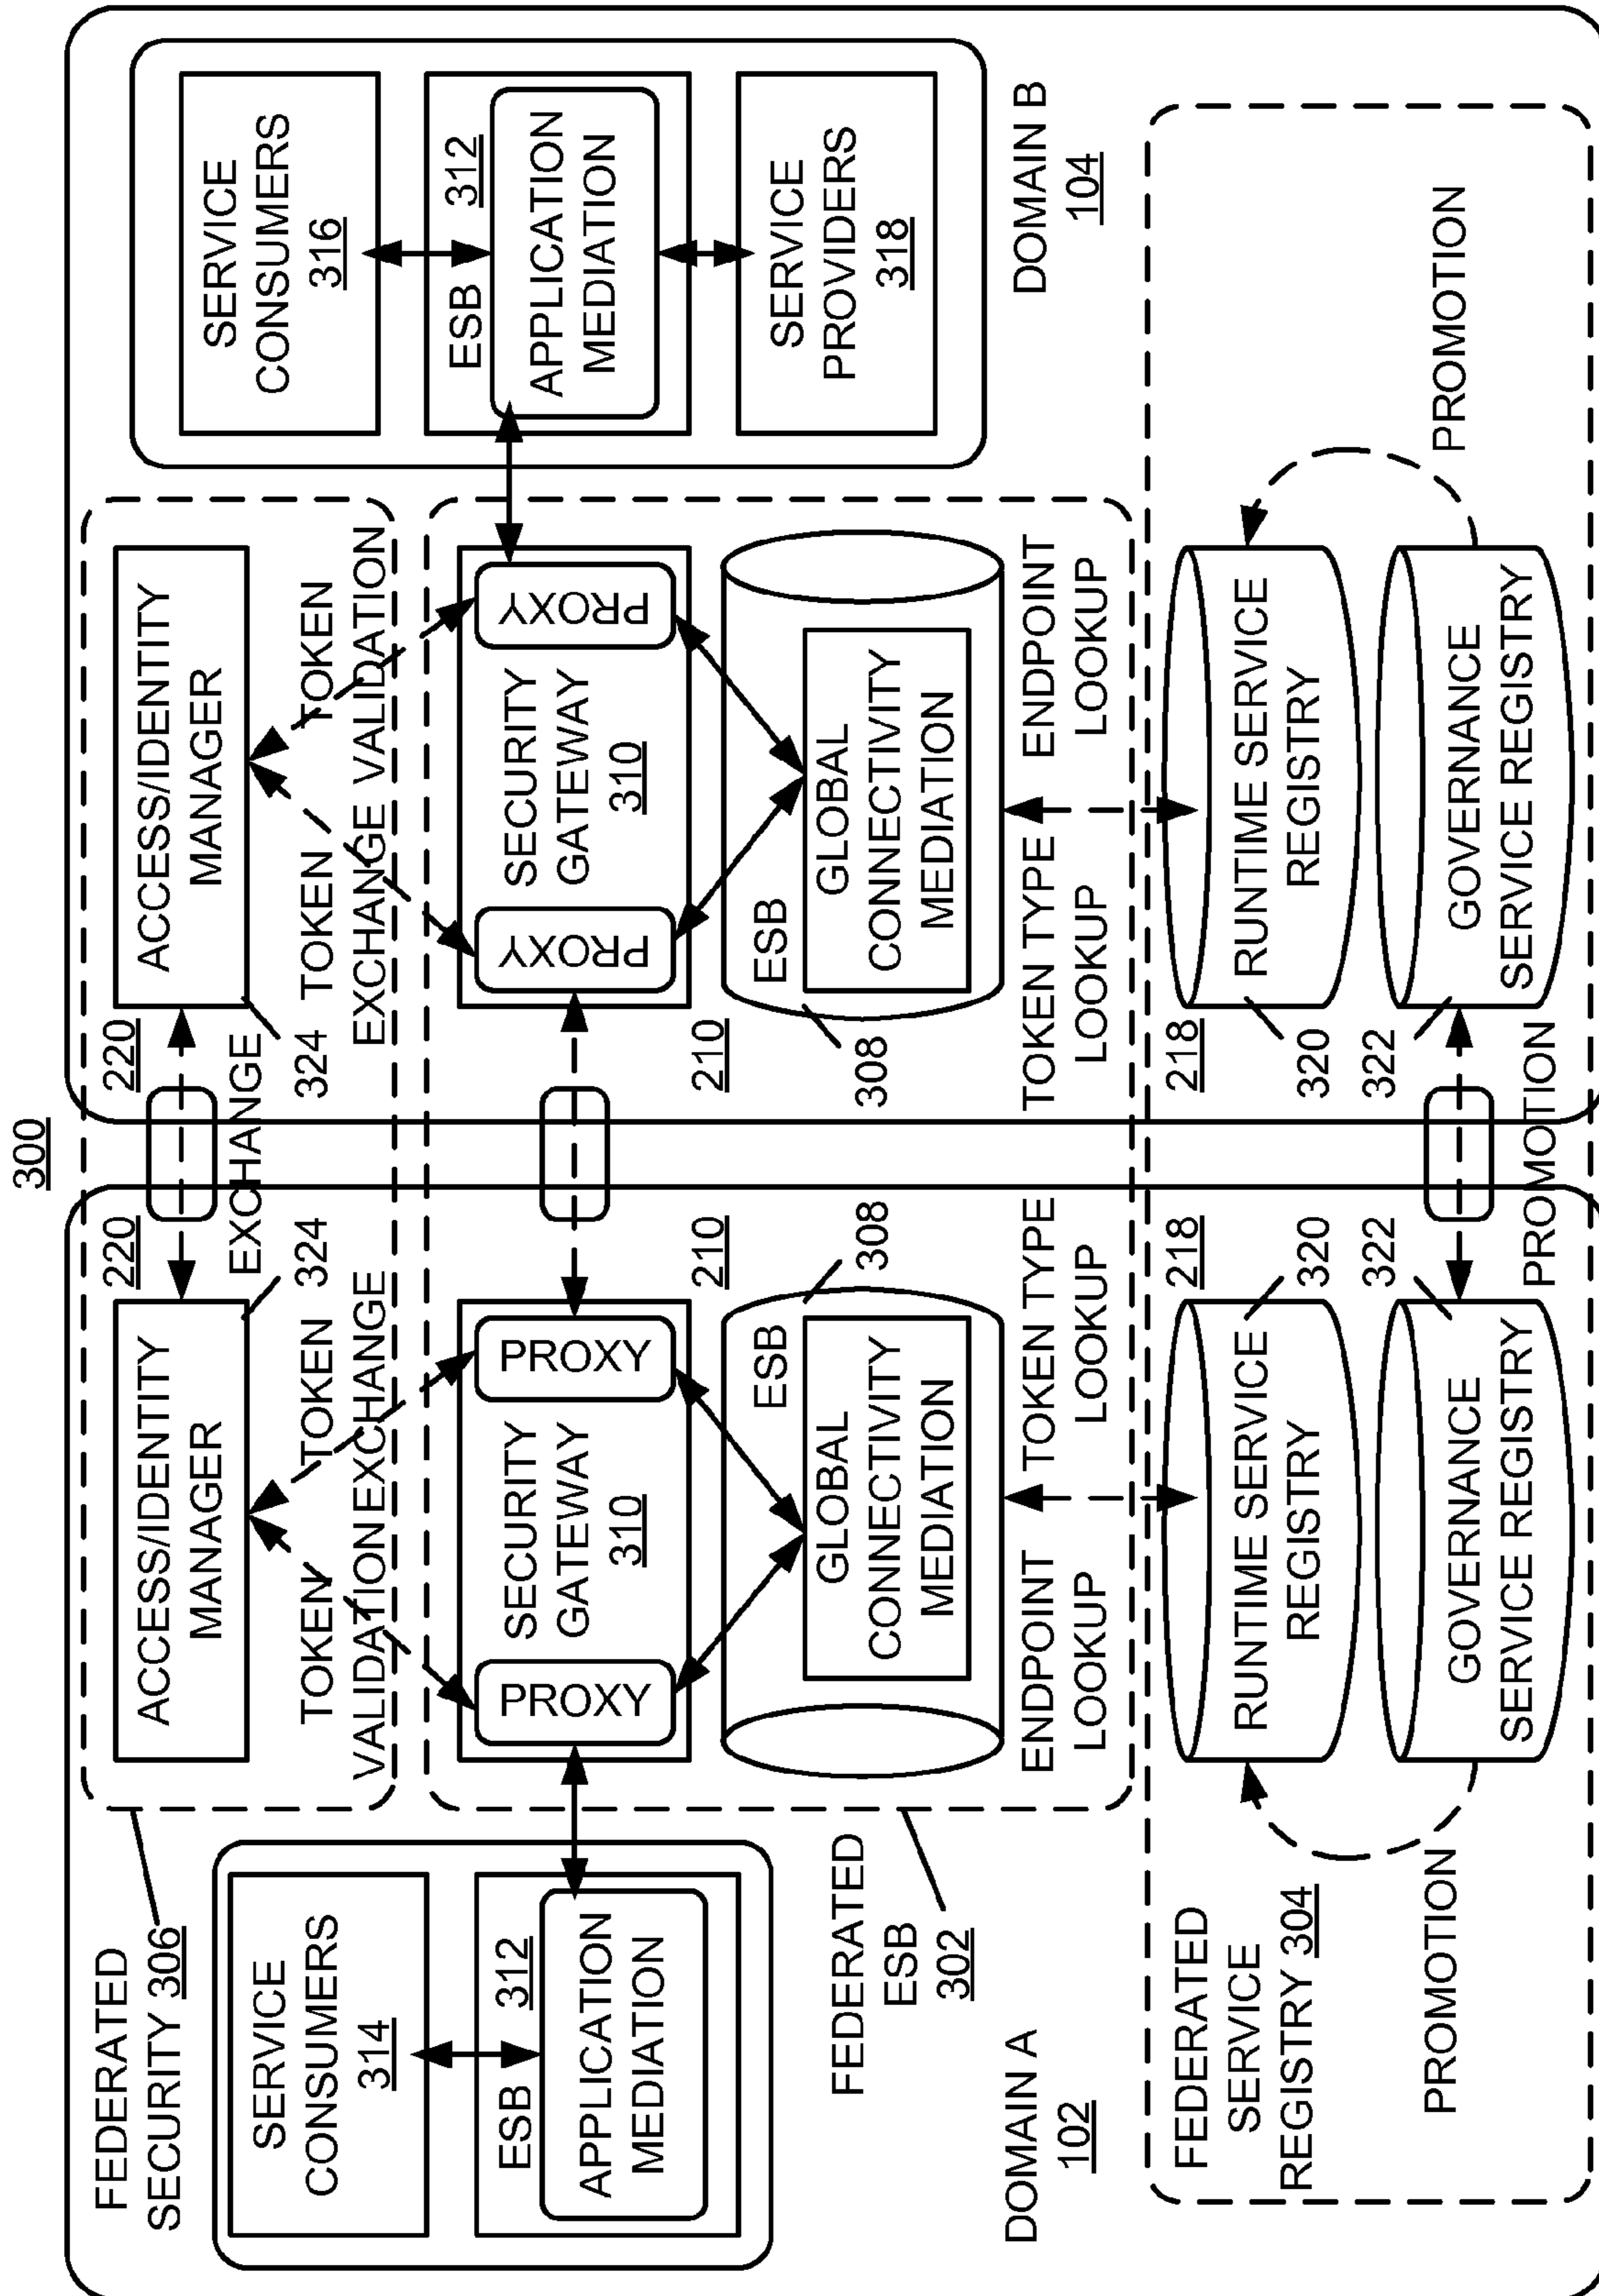 300
FEDERATED
SECURITY 306
SERVICE
CONSUMERS
314
ESB 312
APPLICATION
MEDIATION
FEDERATED
ESB
302
DOMAIN A
102
FEDERATED
SERVICE
REGISTRY 304
PROMOTION
ACCESS/IDENTITY
MANAGER
220
324
TOKEN
VALIDATION
TOKEN
EXCHANGE
EXCHANGE
PROXY
SECURITY
GATEWAY
310
PROXY
210
ESB
308
GLOBAL
CONNECTIVITY
MEDIATION
ENDPOINT
LOOKUP
TOKEN TYPE
LOOKUP
RUNTIME SERVICE
REGISTRY
218
320
GOVERNANCE
SERVICE REGISTRY
322
PROMOTION
220
ACCESS/IDENTITY
MANAGER
324
TOKEN
EXCHANGE
TOKEN
VALIDATION
PROXY
SECURITY
GATEWAY
310
PROXY
210
ESB
308
GLOBAL
CONNECTIVITY
MEDIATION
TOKEN TYPE
LOOKUP
ENDPOINT
LOOKUP
218
RUNTIME SERVICE
REGISTRY
320
322
GOVERNANCE
SERVICE REGISTRY
PROMOTION
SERVICE
CONSUMERS
316
ESB 312
APPLICATION
MEDIATION
SERVICE
PROVIDERS
318
DOMAIN B
104